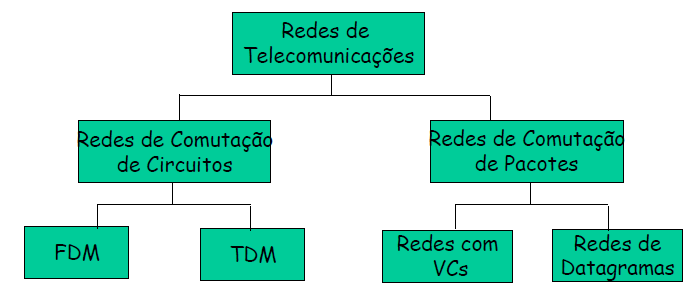 Redes de
Telecomunicações
Redes de Comutação
de Circuitos
Redes de Comutação
de Pacotes
FDM
TDM
Redes com
VCs
Redes de
Datagramas